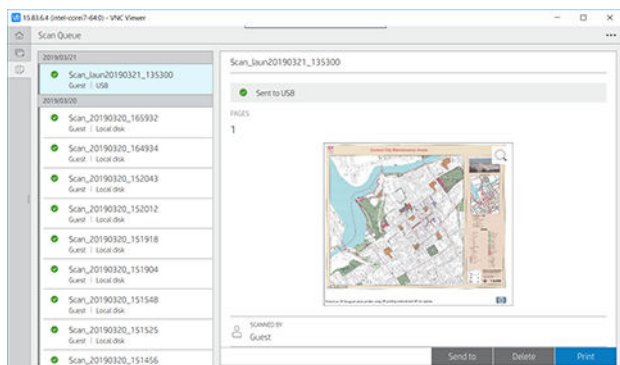 15.83.6.4 (intel-corei7-64:0) - VNC Viewer
Scan Queue
2019/03/21
Scan_laun20190321_135300
Guest | USB
2019/03/20
Scan_20190320_165932
Guest | Local disk
Scan_20190320_164934
Guest | Local disk
Scan_20190320_152043
Guest | Local disk
Scan_20190320_152012
Guest | Local disk
Scan_20190320_151918
Guest | Local disk
Scan_20190320_151904
Guest | Local disk
Scan_20190320_151548
Guest | Local disk
Scan_20190320_151525
Guest | Local disk
Scan_20190320_151456
Scan_laun20190321_135300
Sent to USB
PAGES
1
SCANNED BY
Guest
Send to
Delete
Print